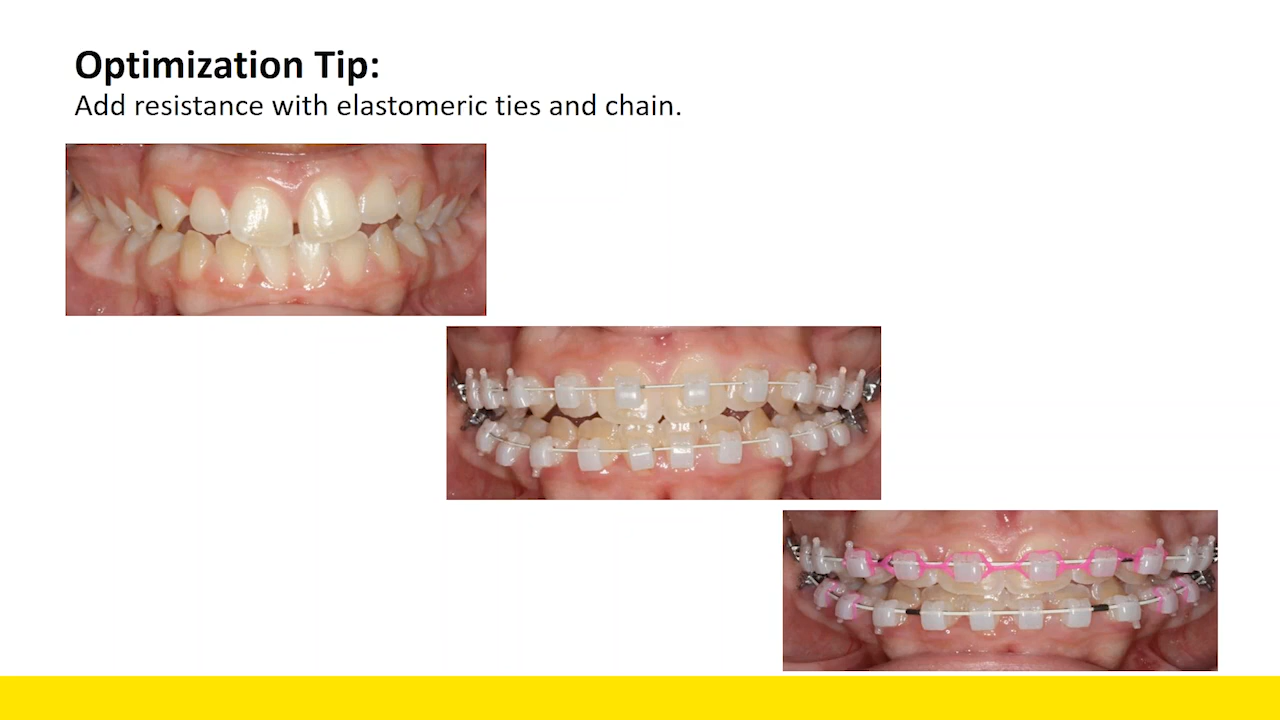 Optimization Tip:
Add resistance with elastomeric ties and chain.